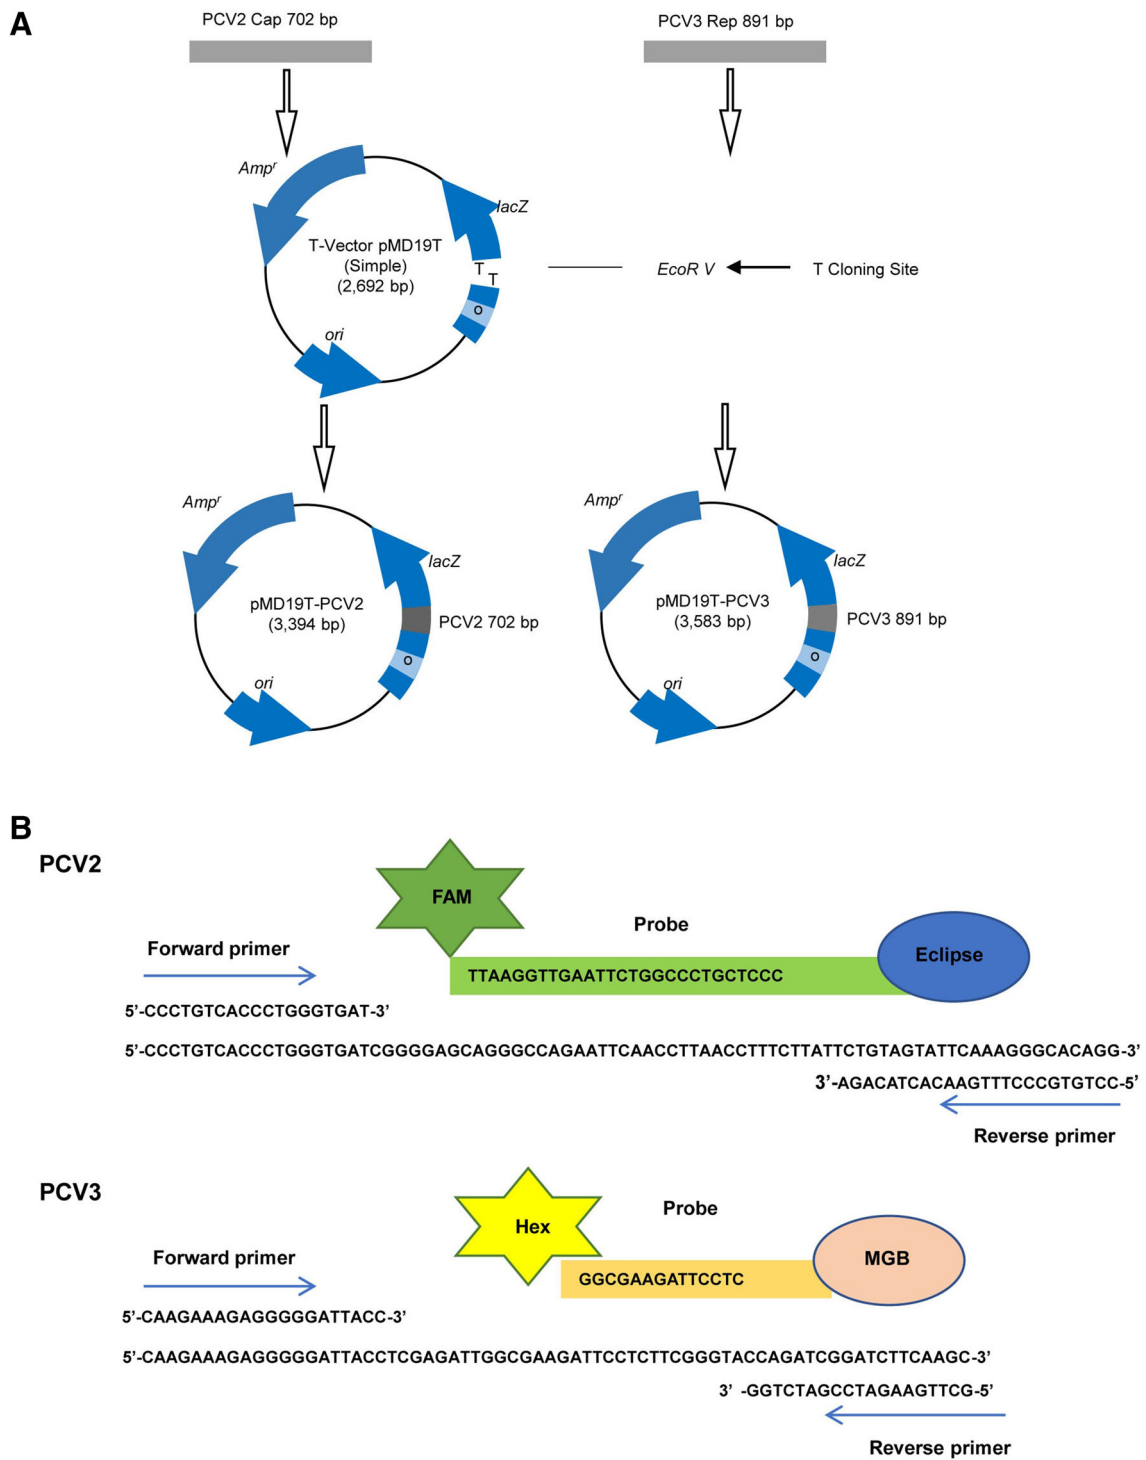 A
PCV2 Cap 702 bp
PCV3 Rep 891 bp
Ampr
lacZ
T-Vector pMD19T
(Simple)
(2,692 bp)
T
T
o
ori
EcoR V
T Cloning Site
Ampr
lacZ
pMD19T-PCV2
(3,394 bp)
PCV2 702 bp
o
ori
Ampr
lacZ
pMD19T-PCV3
(3,583 bp)
PCV3 891 bp
o
ori
B
PCV2
FAM
Probe
Eclipse
Forward primer
TTAAGGTTGAATTCTGGCCCTGCTCCC
5’-CCCTGTCACCCTGGGTGAT-3’
5’-CCCTGTCACCCTGGGTGATCGGGGAGCAGGGCCAGAATTCAACCTTAACCTTTCTTATTCTGTAGTATTCAAAGGGCACAGG-3’
3’-AGACATCACAAGTTTCCCGTGTCC-5’
Reverse primer
PCV3
Hex
Probe
MGB
Forward primer
GGCGAAGATTCCTC
5’-CAAGAAAGAGGGGGATTACC-3’
5’-CAAGAAAGAGGGGGATTACCTCGAGATTGGCGAAGATTCCTCTTCGGGTACCAGATCGGATCTTCAAGC-3’
3’ -GGTCTAGCCTAGAAGTTCG-5’
Reverse primer